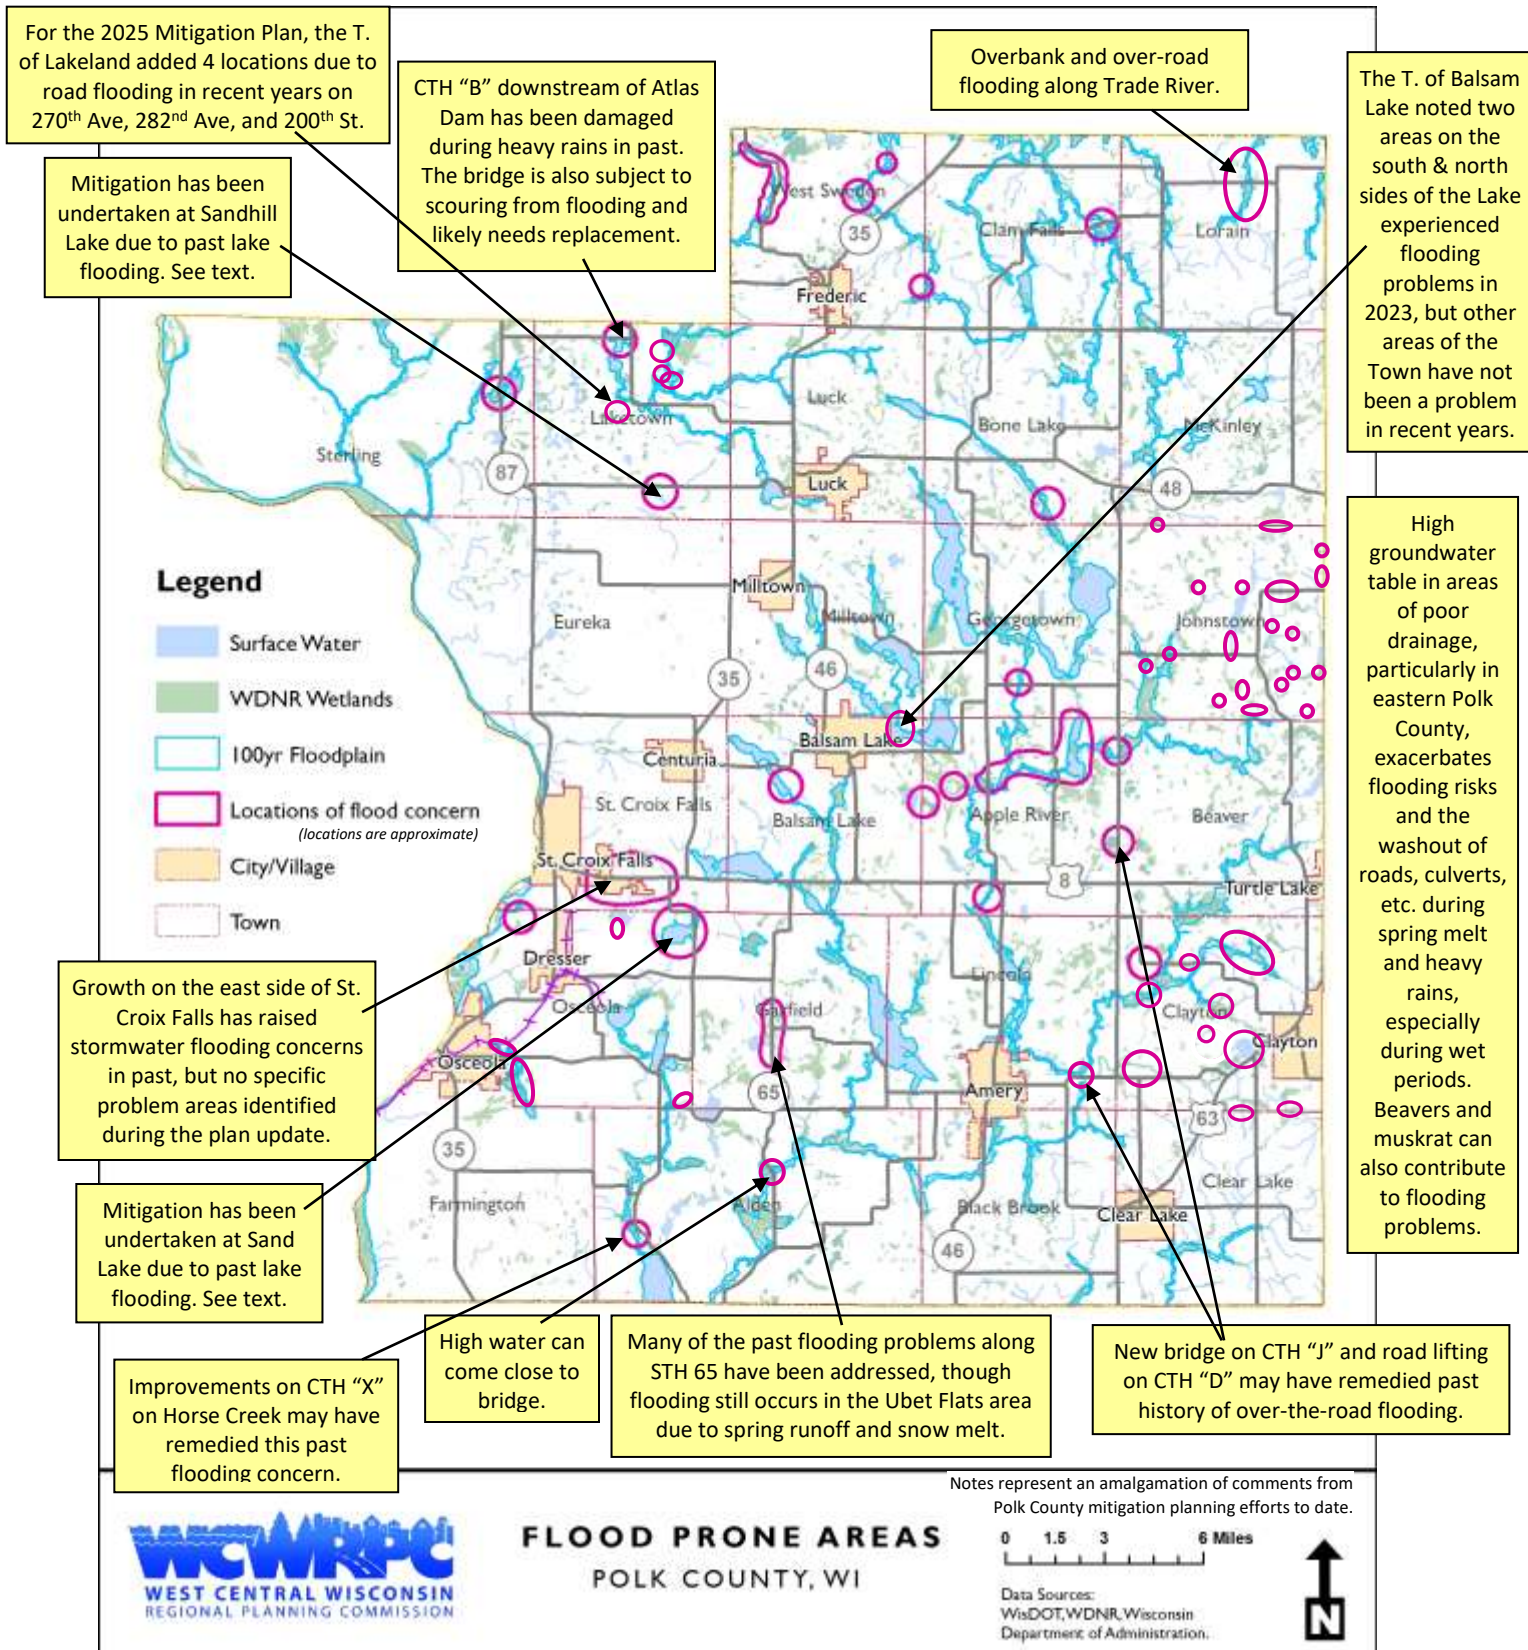 For the 2025 Mitigation Plan, the T.
of Lakeland added 4 locations due to
road flooding in recent years on
270th Ave, 282nd Ave, and 200th St.
Mitigation has been
undertaken at Sandhill
Lake due to past lake
flooding. See text.
CTH “B” downstream of Atlas
Dam has been damaged
during heavy rains in past.
The bridge is also subject to
scouring from flooding and
likely needs replacement.
Overbank and over-road
flooding along Trade River.
The T. of Balsam
Lake noted two
areas on the
south & north
sides of the Lake
experienced
flooding
problems in
2023, but other
areas of the
Town have not
been a problem
in recent years.
High
groundwater
table in areas
of poor
drainage,
particularly in
eastern Polk
County,
exacerbates
flooding risks
and the
washout of
roads, culverts,
etc. during
spring melt
and heavy
rains,
especially
during wet
periods.
Beavers and
muskrat can
also contribute
to flooding
problems.
West Sweden
35
Clam Falls
Lorain
Frederic
Luck
Laketown
Bone Lake
McKinley
Sterling
87
Luck
48
Milltown
Milltown
Georgetown
Johnstown
Eureka
35
46
Balsam Lake
Centuria
St. Croix Falls
Balsam Lake
Apple River
Beaver
St. Croix Falls
8
Turtle Lake
Dresser
Osceola
Garfield
Lincoln
Clayton
Clayton
Osceola
65
Amery
63
35
Farmington
Alden
Black Brook
Clear Lake
Clear Lake
46
Legend
Surface Water
WDNR Wetlands
100yr Floodplain
Locations of flood concern
(locations are approximate)
City/Village
Town
Growth on the east side of St.
Croix Falls has raised
stormwater flooding concerns
in past, but no specific
problem areas identified
during the plan update.
Mitigation has been
undertaken at Sand
Lake due to past lake
flooding. See text.
Improvements on CTH “X”
on Horse Creek may have
remedied this past
flooding concern.
High water can
come close to
bridge.
Many of the past flooding problems along
STH 65 have been addressed, though
flooding still occurs in the Ubet Flats area
due to spring runoff and snow melt.
New bridge on CTH “J” and road lifting
on CTH “D” may have remedied past
history of over-the-road flooding.
Notes represent an amalgamation of comments from
Polk County mitigation planning efforts to date.
WCWRPC
WEST CENTRAL WISCONSIN
REGIONAL PLANNING COMMISSION
FLOOD PRONE AREAS
POLK COUNTY, WI
0 1.5 3 6 Miles
Data Sources:
WisDOT, WDNR, Wisconsin
Department of Administration.
N